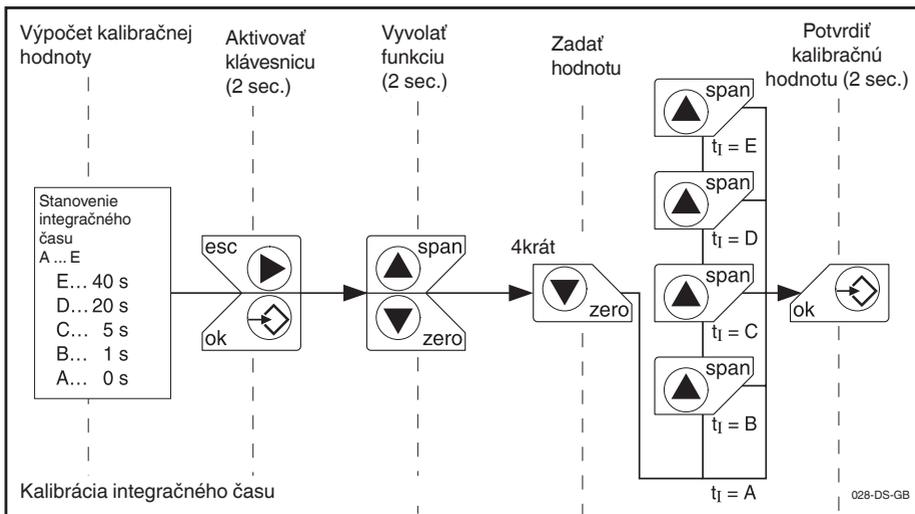 Výpočet kalibračnej
hodnoty
Aktivovať
klávesnicu
(2 sec.)
Vyvolať
funkciu
(2 sec.)
Zadať
hodnotu
Potvrdiť
kalibračnú
hodnotu (2 sec.)
Stanovenie
integračného
času
A ... E
E... 40 s
D... 20 s
C... 5 s
B... 1 s
A... 0 s
esc
ok
span
zero
4krát
zero
span
tI = E
span
tI = D
span
tI = C
span
tI = B
tI = A
ok
Kalibrácia integračného času
028-DS-GB